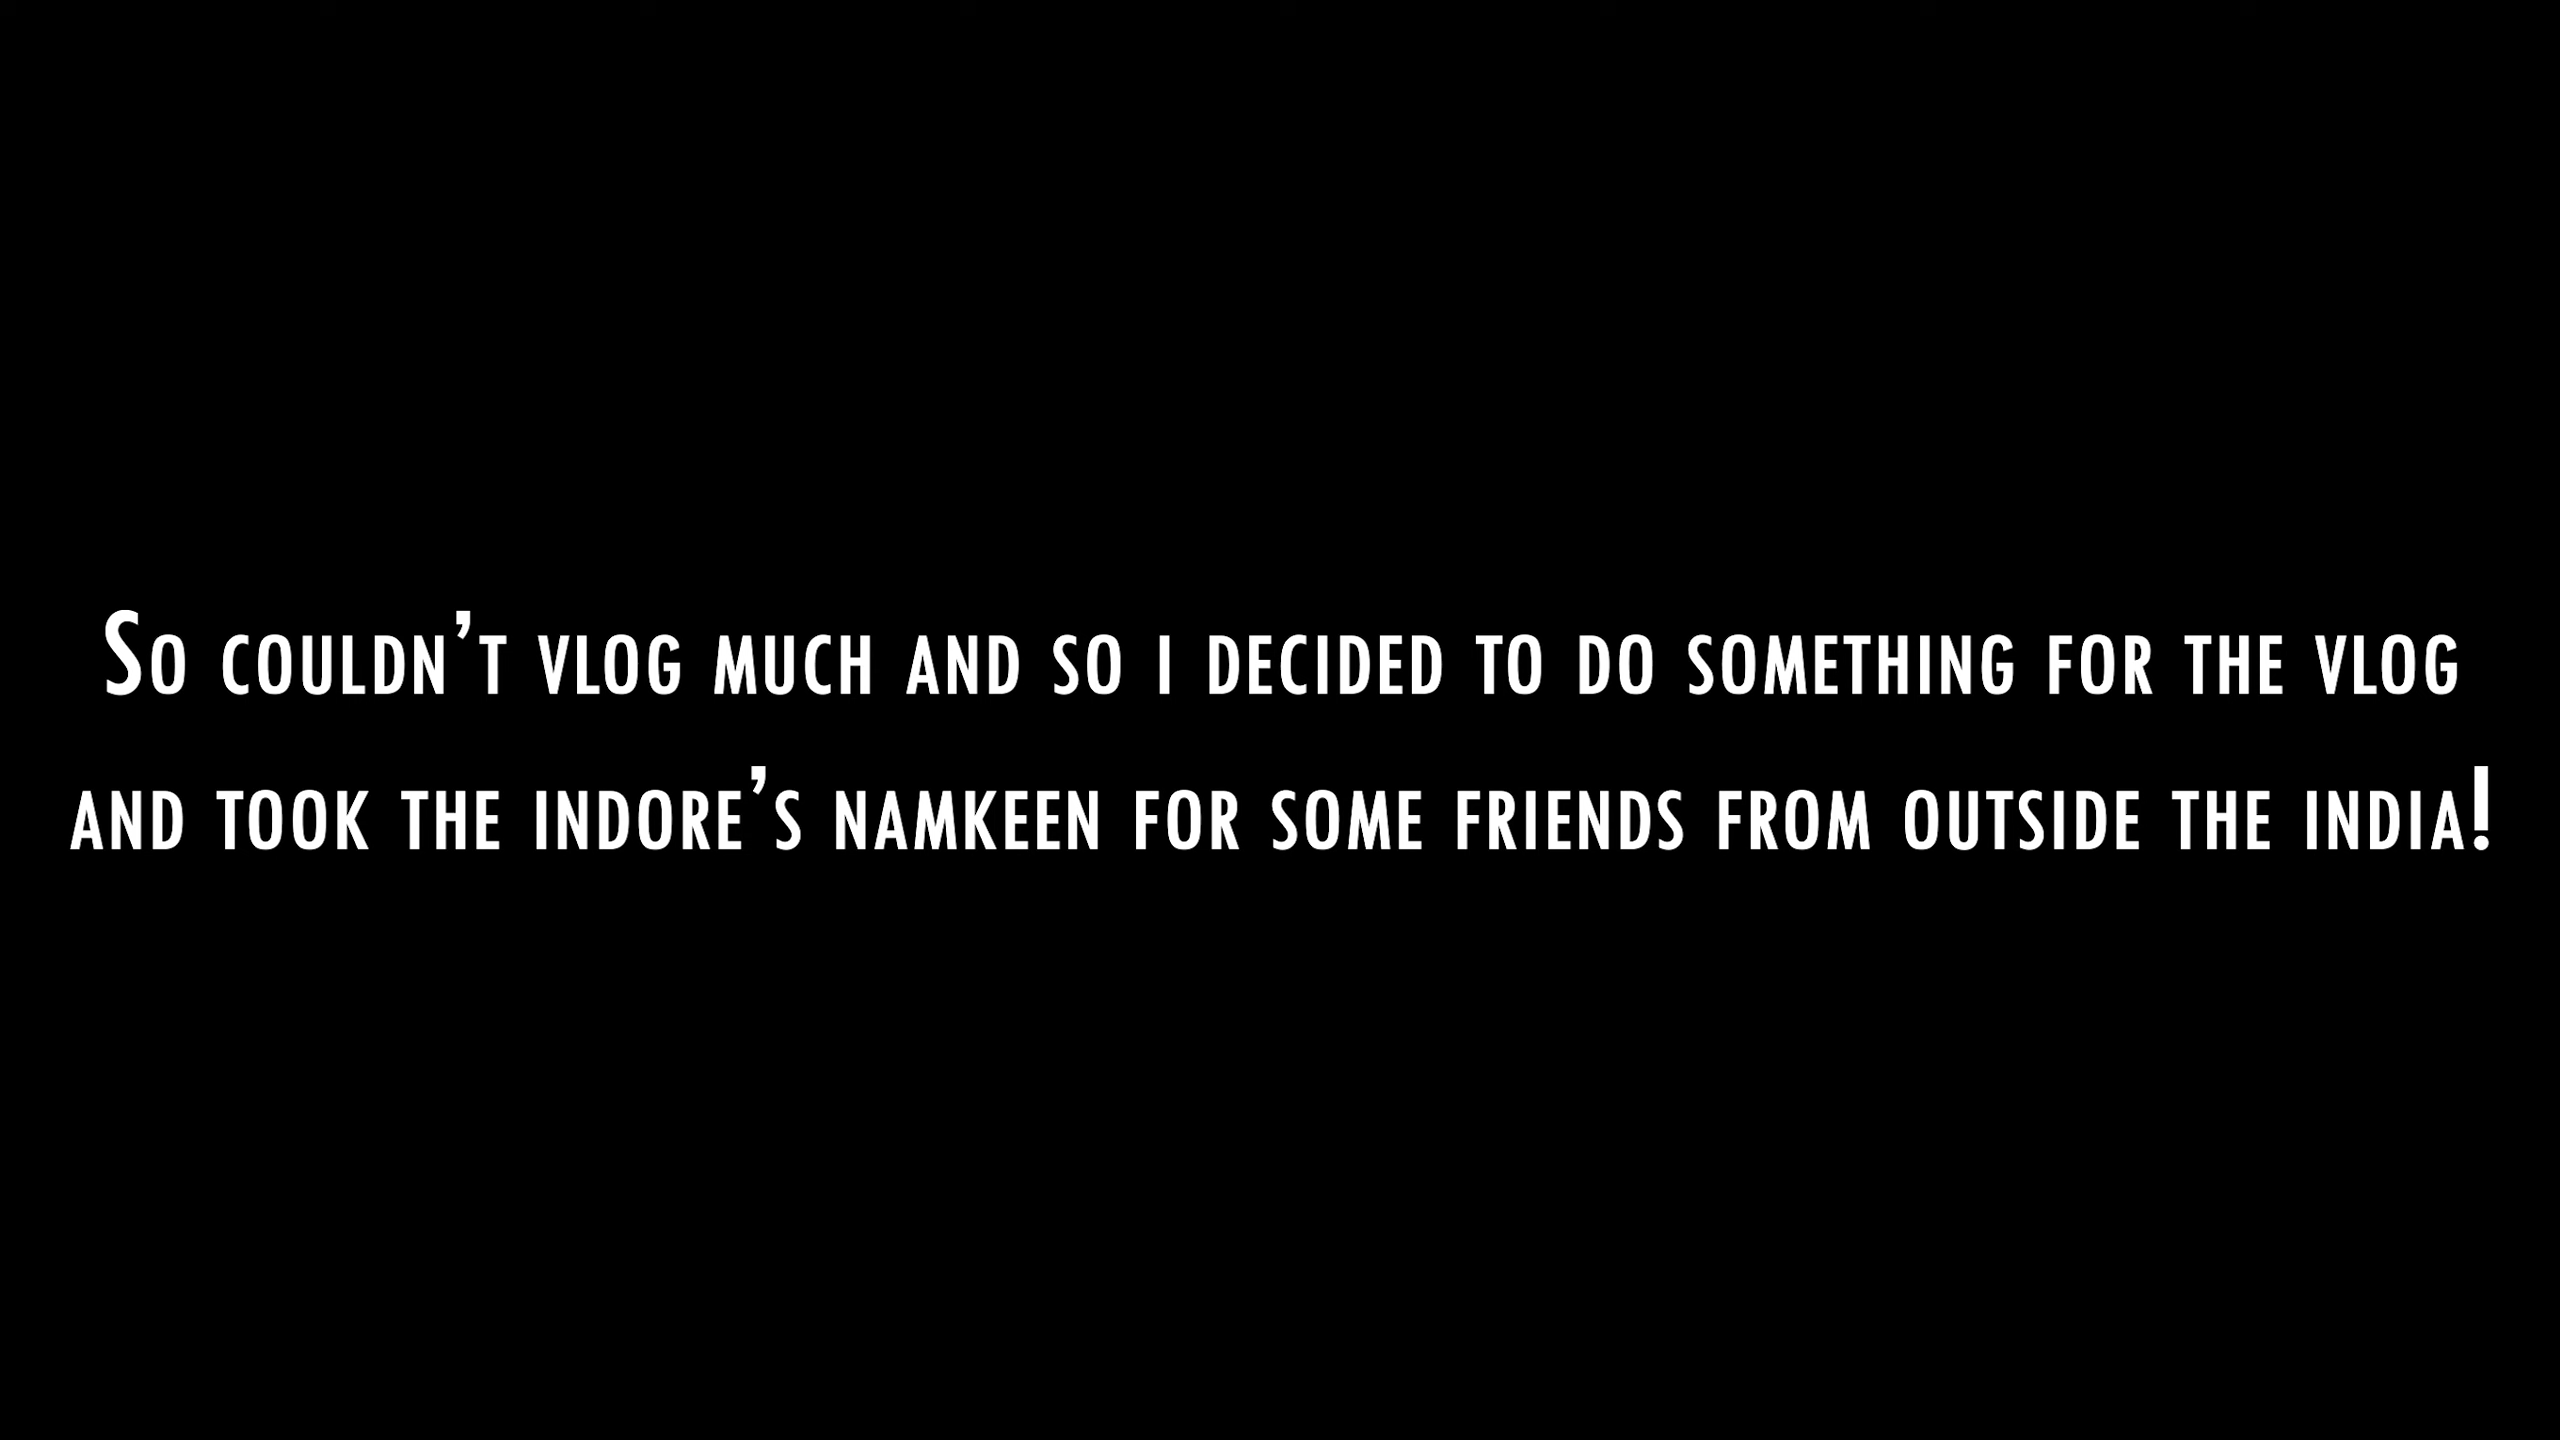 So couldn’t vlog much and so i decided to do something for the vlog
and took the indore’s namkeen for some friends from outside the india!